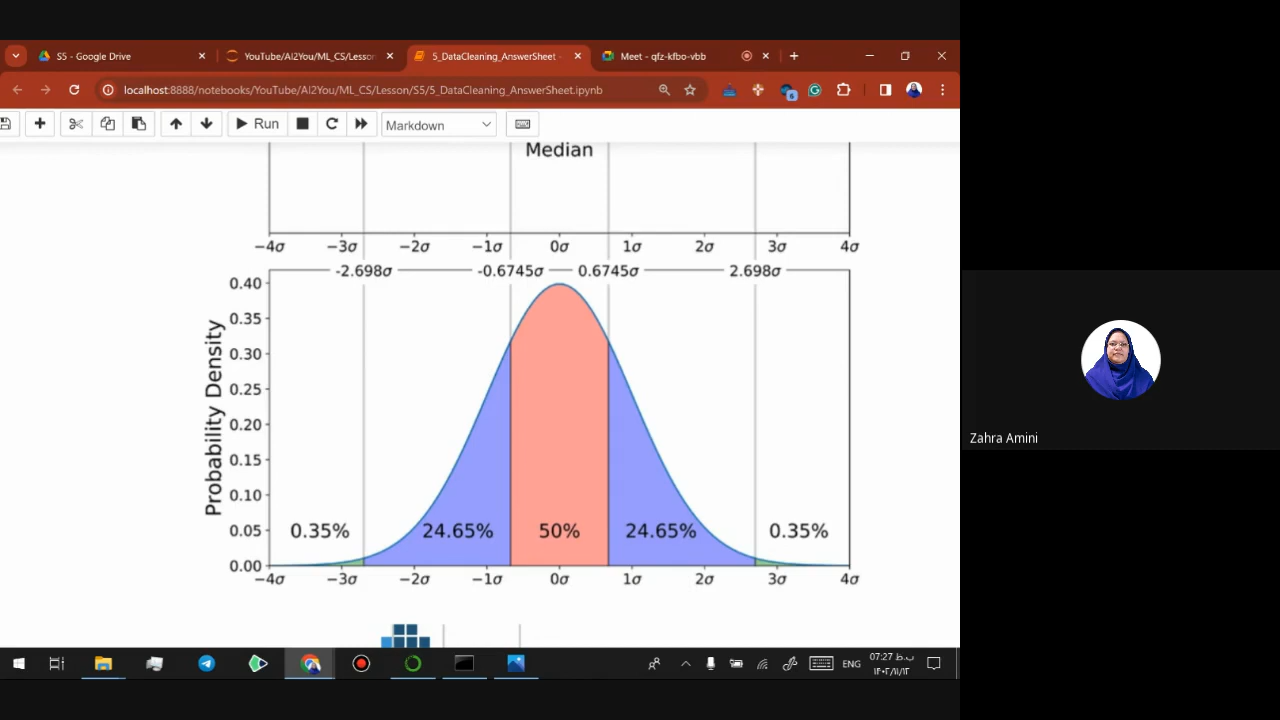 S5 - Google Drive
YouTube/AI2You/ML_CS/Lesson
5_DataCleaning_AnswerSheet -
Meet - qfz-kfbo-vbb
localhost:8888/notebooks/YouTube/AI2You/ML_CS/Lesson/S5/5_DataCleaning_AnswerSheet.ipynb
6
Run
Markdown
Median
−4σ −3σ −2σ −1σ 0σ 1σ 2σ 3σ 4σ
-2.698σ -0.6745σ 0.6745σ 2.698σ
Probability Density
0.40
0.35
0.30
0.25
0.20
0.15
0.10
0.05
0.00
0.35% 24.65% 50% 24.65% 0.35%
−4σ −3σ −2σ −1σ 0σ 1σ 2σ 3σ 4σ
Zahra Amini
ENG
07:27 ب.ظ
۱۴۰۲/۱۱/۱۲